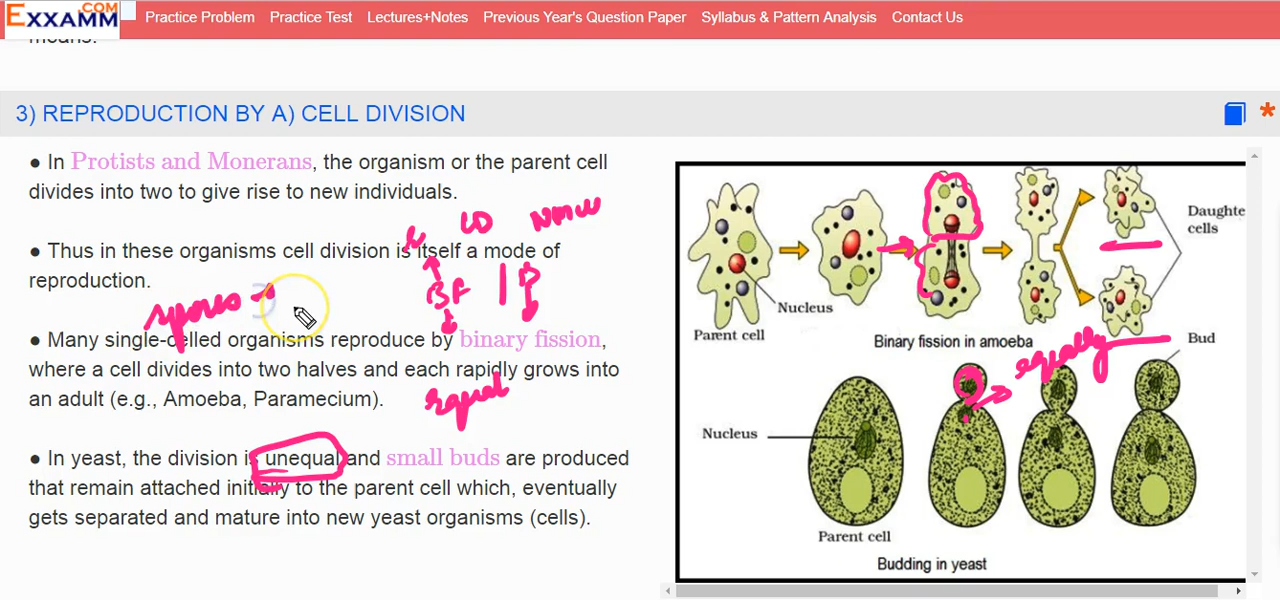 EXXAMM .COM
Practice Problem Practice Test Lectures+Notes Previous Year's Question Paper Syllabus & Pattern Analysis Contact Us
means.
3) REPRODUCTION BY A) CELL DIVISION
● In Protists and Monerans, the organism or the parent cell
divides into two to give rise to new individuals.
● Thus in these organisms cell division is itself a mode of
reproduction.
BF
spores
● Many single-celled organisms reproduce by binary fission,
where a cell divides into two halves and each rapidly grows into
an adult (e.g., Amoeba, Paramecium).
equal
● In yeast, the division is unequal and small buds are produced
that remain attached initially to the parent cell which, eventually
gets separated and mature into new yeast organisms (cells).
Daughte
cells
Nucleus
Parent cell
Binary fission in amoeba
equally
Bud
Nucleus
Parent cell
Budding in yeast